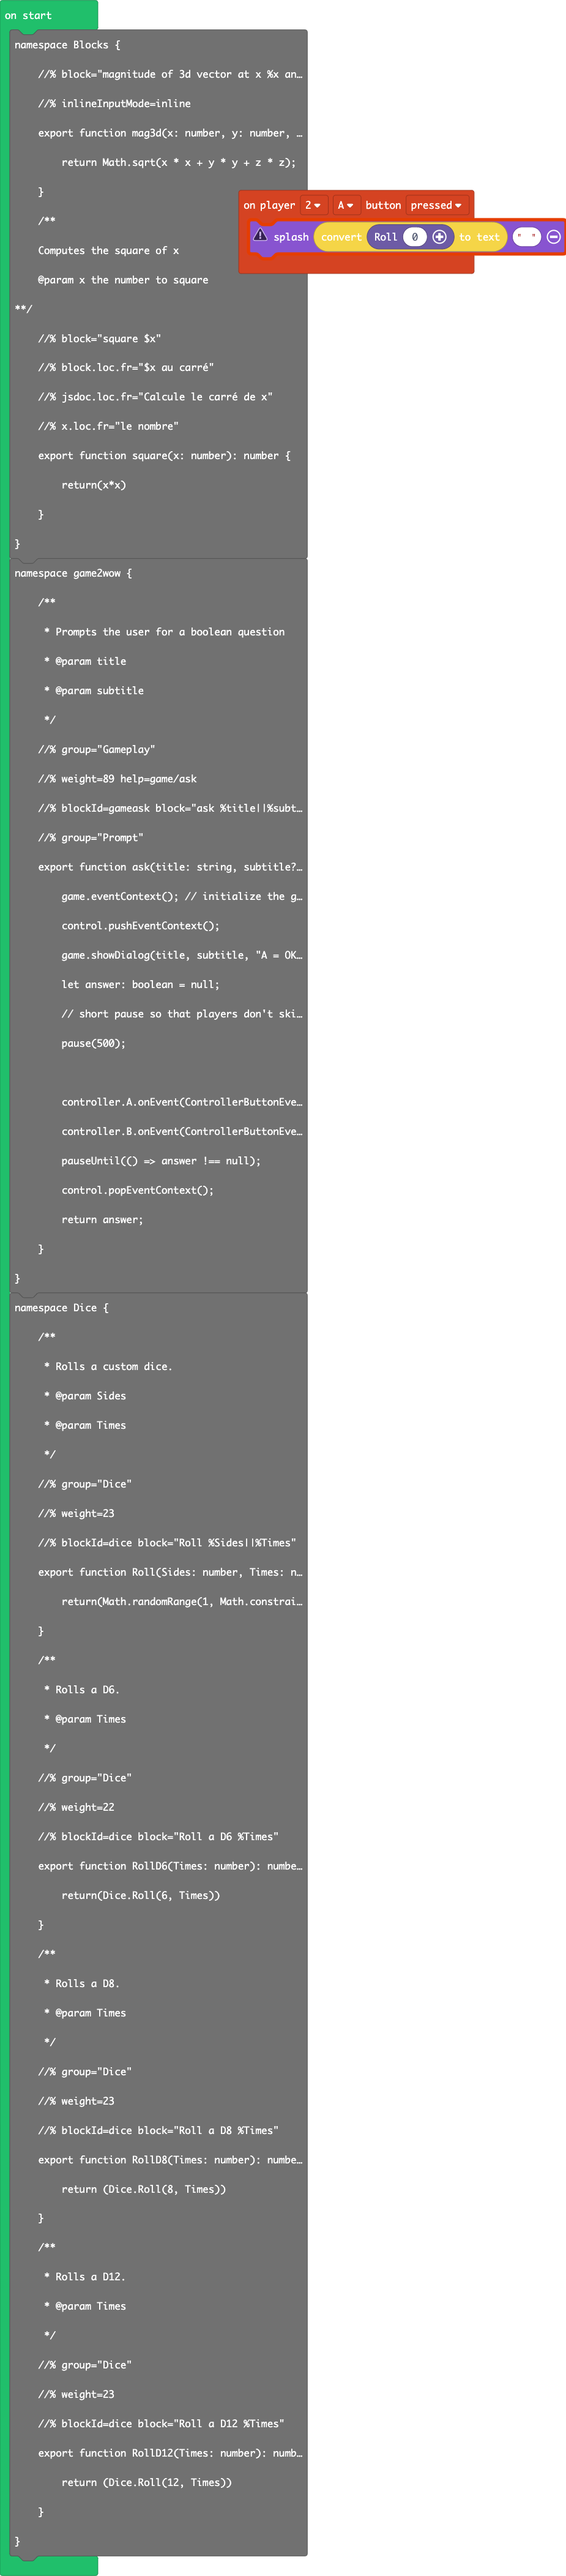 on start
namespace Blocks {
//% block="magnitude of 3d vector at x %x an…
//% inlineInputMode=inline
export function mag3d(x: number, y: number, …
return Math.sqrt(x * x + y * y + z * z);
}
/**
Computes the square of x
@param x the number to square
**/
//% block="square $x"
//% block.loc.fr="$x au carré"
//% jsdoc.loc.fr="Calcule le carré de x"
//% x.loc.fr="le nombre"
export function square(x: number): number {
return(x*x)
}
}
namespace game2wow {
/**
* Prompts the user for a boolean question
* @param title
* @param subtitle
*/
//% group="Gameplay"
//% weight=89 help=game/ask
//% blockId=gameask block="ask %title||%subt…
//% group="Prompt"
export function ask(title: string, subtitle?…
game.eventContext(); // initialize the g…
control.pushEventContext();
game.showDialog(title, subtitle, "A = OK…
let answer: boolean = null;
// short pause so that players don't ski…
pause(500);
controller.A.onEvent(ControllerButtonEve…
controller.B.onEvent(ControllerButtonEve…
pauseUntil(() => answer !== null);
control.popEventContext();
return answer;
}
}
namespace Dice {
/**
* Rolls a custom dice.
* @param Sides
* @param Times
*/
//% group="Dice"
//% weight=23
//% blockId=dice block="Roll %Sides||%Times"
export function Roll(Sides: number, Times: n…
return(Math.randomRange(1, Math.constrai…
}
/**
* Rolls a D6.
* @param Times
*/
//% group="Dice"
//% weight=22
//% blockId=dice block="Roll a D6 %Times"
export function RollD6(Times: number): numbe…
return(Dice.Roll(6, Times))
}
/**
* Rolls a D8.
* @param Times
*/
//% group="Dice"
//% weight=23
//% blockId=dice block="Roll a D8 %Times"
export function RollD8(Times: number): numbe…
return (Dice.Roll(8, Times))
}
/**
* Rolls a D12.
* @param Times
*/
//% group="Dice"
//% weight=23
//% blockId=dice block="Roll a D12 %Times"
export function RollD12(Times: number): numb…
return (Dice.Roll(12, Times))
}
}
on player 2 A button pressed
splash convert Roll 0 to text " "